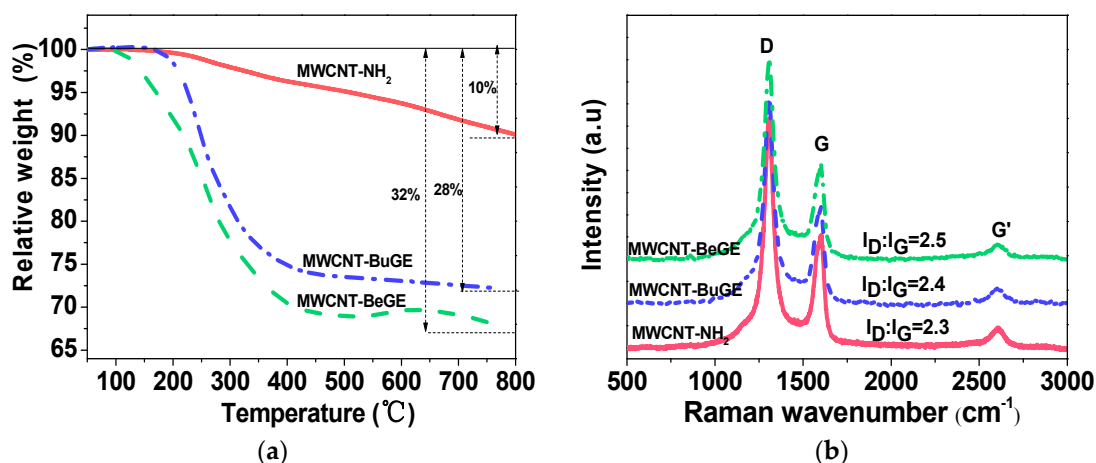 Relative weight (%)
100
95
90
85
80
75
70
65
MWCNT-NH2
10%
32%
28%
MWCNT-BuGE
MWCNT-BeGE
100 200 300 400 500 600 700 800
Temperature (℃)
(a)
Intensity (a.u)
D
G
G'
MWCNT-BeGE
ID:IG=2.5
MWCNT-BuGE
ID:IG=2.4
MWCNT-NH2
ID:IG=2.3
500 1000 1500 2000 2500 3000
Raman wavenumber (cm-1)
(b)